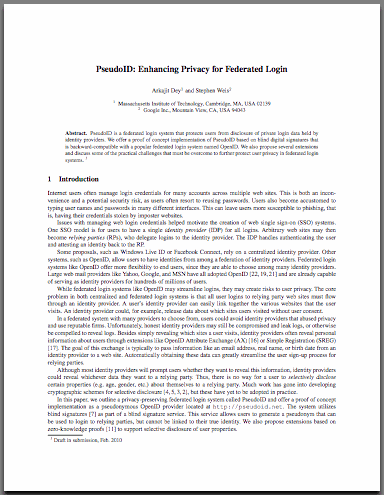 PseudoID: Enhancing Privacy for Federated Login
Arkajit Dey¹ and Stephen Weis²
¹ Massachusetts Institute of Technology, Cambridge, MA, USA 02139
² Google Inc., Mountain View, CA, USA 94043
Abstract. PseudoID is a federated login system that protects users from disclosure of private login data held by
identity providers. We offer a proof of concept implementation of PseudoID based on blind digital signatures that
is backward-compatible with a popular federated login system named OpenID. We also propose several extensions
and discuss some of the practical challenges that must be overcome to further protect user privacy in federated login
systems. ¹
1 Introduction
Internet users often manage login credentials for many accounts across multiple web sites. This is both an incon-
venience and a potential security risk, as users often resort to reusing passwords. Users also become accustomed to
typing user names and passwords in many different interfaces. This can leave users more susceptible to phishing, that
is, having their credentials stolen by imposter websites.
Issues with managing web login credentials helped motivate the creation of web single sign-on (SSO) systems.
One SSO model is for users to have a single identity provider (IDP) for all logins. Arbitrary web sites may then
become relying parties (RPs), who delegate logins to the identity provider. The IDP handles authenticating the user
and attesting an identity back to the RP.
Some proposals, such as Windows Live ID or Facebook Connect, rely on a centralized identity provider. Other
systems, such as OpenID, allow users to have identities from among a federation of identity providers. Federated login
systems like OpenID offer more flexibility to end users, since they are able to choose among many identity providers.
Large web mail providers like Yahoo, Google, and MSN have all adopted OpenID [22, 19, 21] and are already capable
of serving as identity providers for hundreds of millions of users.
While federated login systems like OpenID may streamline logins, they may create risks to user privacy. The core
problem in both centralized and federated login systems is that all user logins to relying party web sites must flow
through an identity provider. A user's identity provider can easily link together the various websites that the user
visits. An identity provider could, for example, release data about which sites users visited without user consent.
In a federated system with many providers to choose from, users could avoid identity providers that abused privacy
and use reputable firms. Unfortunately, honest identity providers may still be compromised and leak logs, or otherwise
be compelled to reveal logs. Besides simply revealing which sites a user visits, identity providers often reveal personal
information about users through extensions like OpenID Attribute Exchange (AX) [16] or Simple Registration (SREG)
[17]. The goal of this exchange is typically to pass information like an email address, real name, or birth date from an
identity provider to a web site. Automatically obtaining these data can greatly streamline the user sign-up process for
relying parties.
Although most identity providers will prompt users whether they want to reveal this information, identity providers
could reveal whichever data they want to a relying party. Thus, there is no way for a user to selectively disclose
certain properties (e.g. age, gender, etc.) about themselves to a relying party. Much work has gone into developing
cryptographic schemes for selective disclosure [4, 5, 3, 2], but these have yet to be adopted in practice.
In this paper, we outline a privacy-preserving federated login system called PseudoID and offer a proof of concept
implementation as a pseudonymous OpenID provider located at http://pseudoid.net. The system utilizes
blind signatures [7] as part of a blind signature service. This service allows users to generate a pseudonym that can
be used to login to relying parties, but cannot be linked to their true identity. We also propose extensions based on
zero-knowledge proofs [11] to support selective disclosure of user properties.
¹ Draft in submission, Feb. 2010